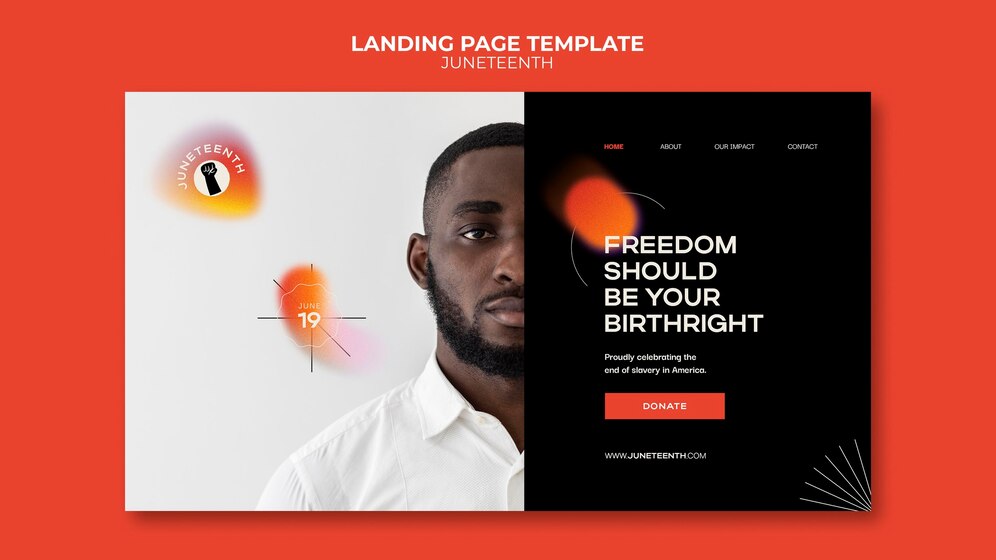 LANDING PAGE TEMPLATE
JUNETEENTH
JUNETEENTH
JUNE
19
HOME ABOUT OUR IMPACT CONTACT
FREEDOM
SHOULD
BE YOUR
BIRTHRIGHT
Proudly celebrating the
end of slavery in America.
DONATE
WWW.JUNETEENTH.COM